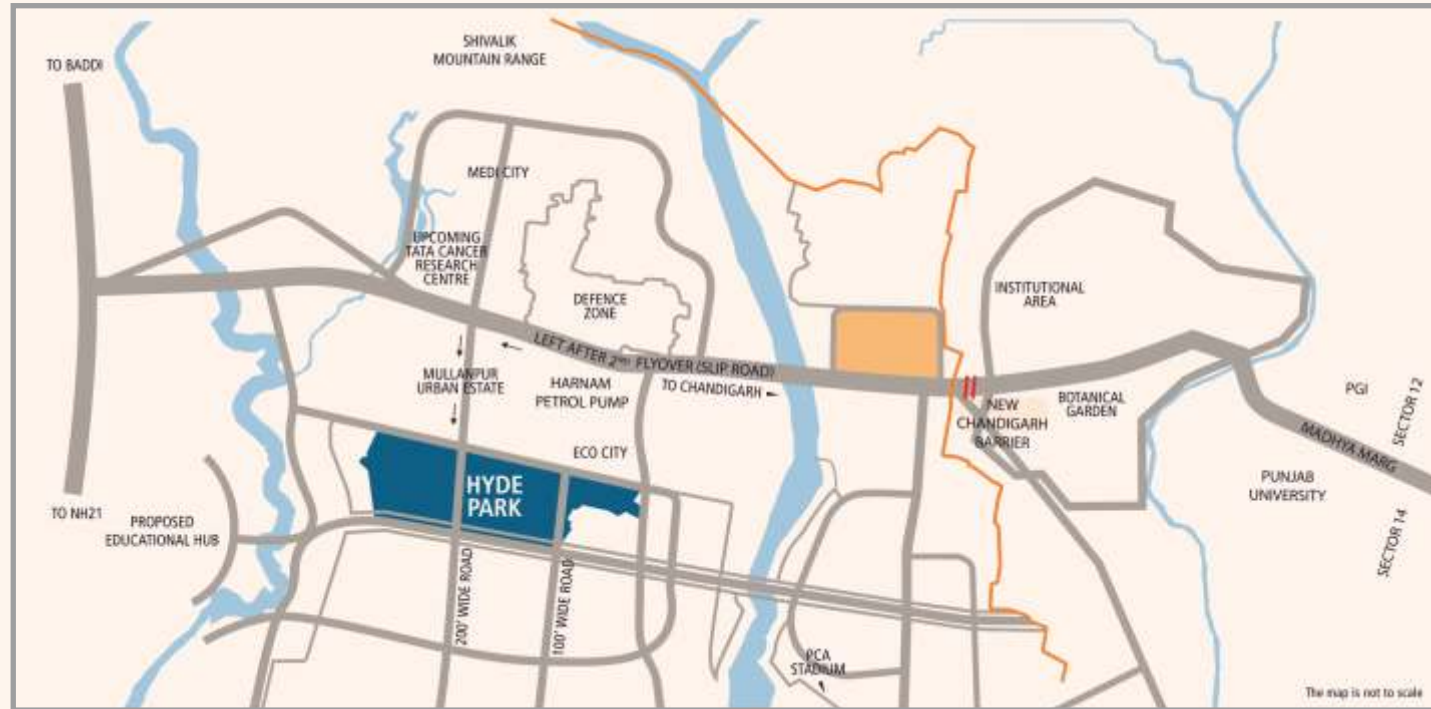 SHIVALIK
MOUNTAIN RANGE
TO BADDI
MEDI CITY
UPCOMING
TATA CANCER
RESEARCH
CENTRE
DEFENCE
ZONE
INSTITUTIONAL
AREA
LEFT AFTER 2ND FLYOVER (SLIP ROAD)
TO CHANDIGARH
MULLANPUR
URBAN ESTATE
HARNAM
PETROL PUMP
NEW
CHANDIGARH
BARRIER
BOTANICAL
GARDEN
PGI
SECTOR 12
MADHYA MARG
ECO CITY
HYDE
PARK
PUNJAB
UNIVERSITY
SECTOR 14
TO NH21
PROPOSED
EDUCATIONAL HUB
200' WIDE ROAD
100' WIDE ROAD
PCA
STADIUM
The map is not to scale